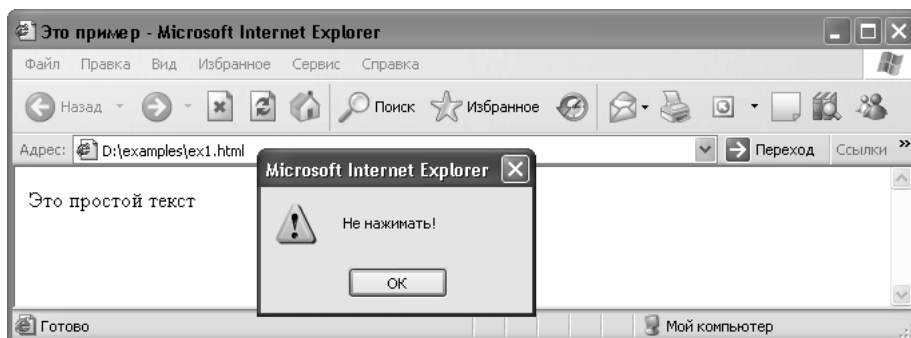 Это пример - Microsoft Internet Explorer
Файл Правка Вид Избранное Сервис Справка
Назад Поиск Избранное
Адрес: D:\examples\ex1.html Переход Ссылки »
Microsoft Internet Explorer
Это простой текст
Не нажимать!
OK
Готово Мой компьютер